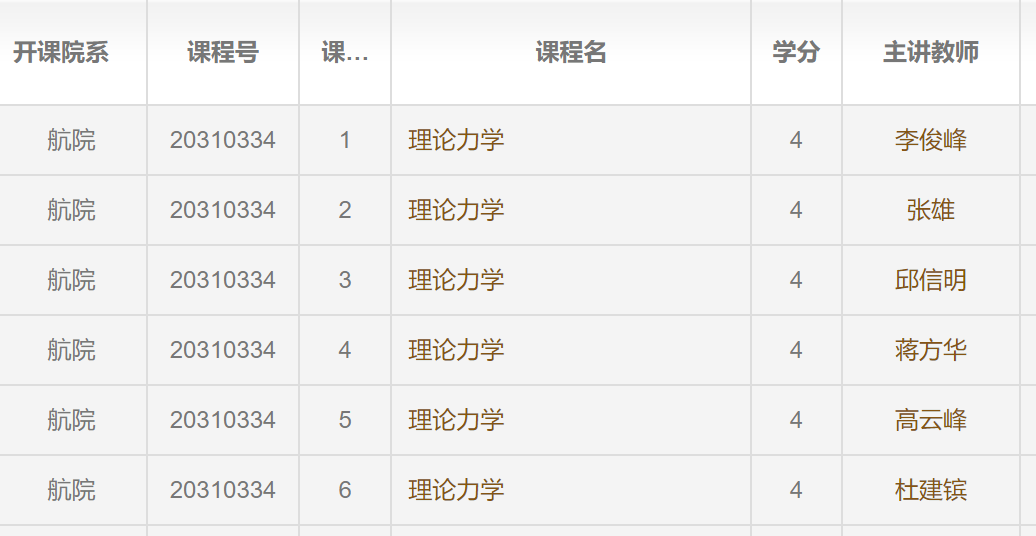 开课院系 课程号 课... 课程名 学分 主讲教师
航院 20310334 1 理论力学 4 李俊峰
航院 20310334 2 理论力学 4 张雄
航院 20310334 3 理论力学 4 邱信明
航院 20310334 4 理论力学 4 蒋方华
航院 20310334 5 理论力学 4 高云峰
航院 20310334 6 理论力学 4 杜建镔